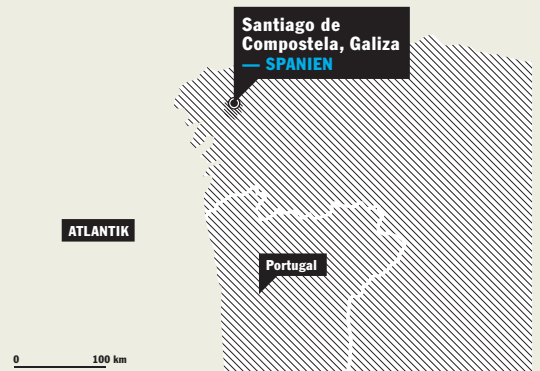 Santiago de
Compostela, Galiza
— SPANIEN
ATLANTIK
Portugal
0 100 km